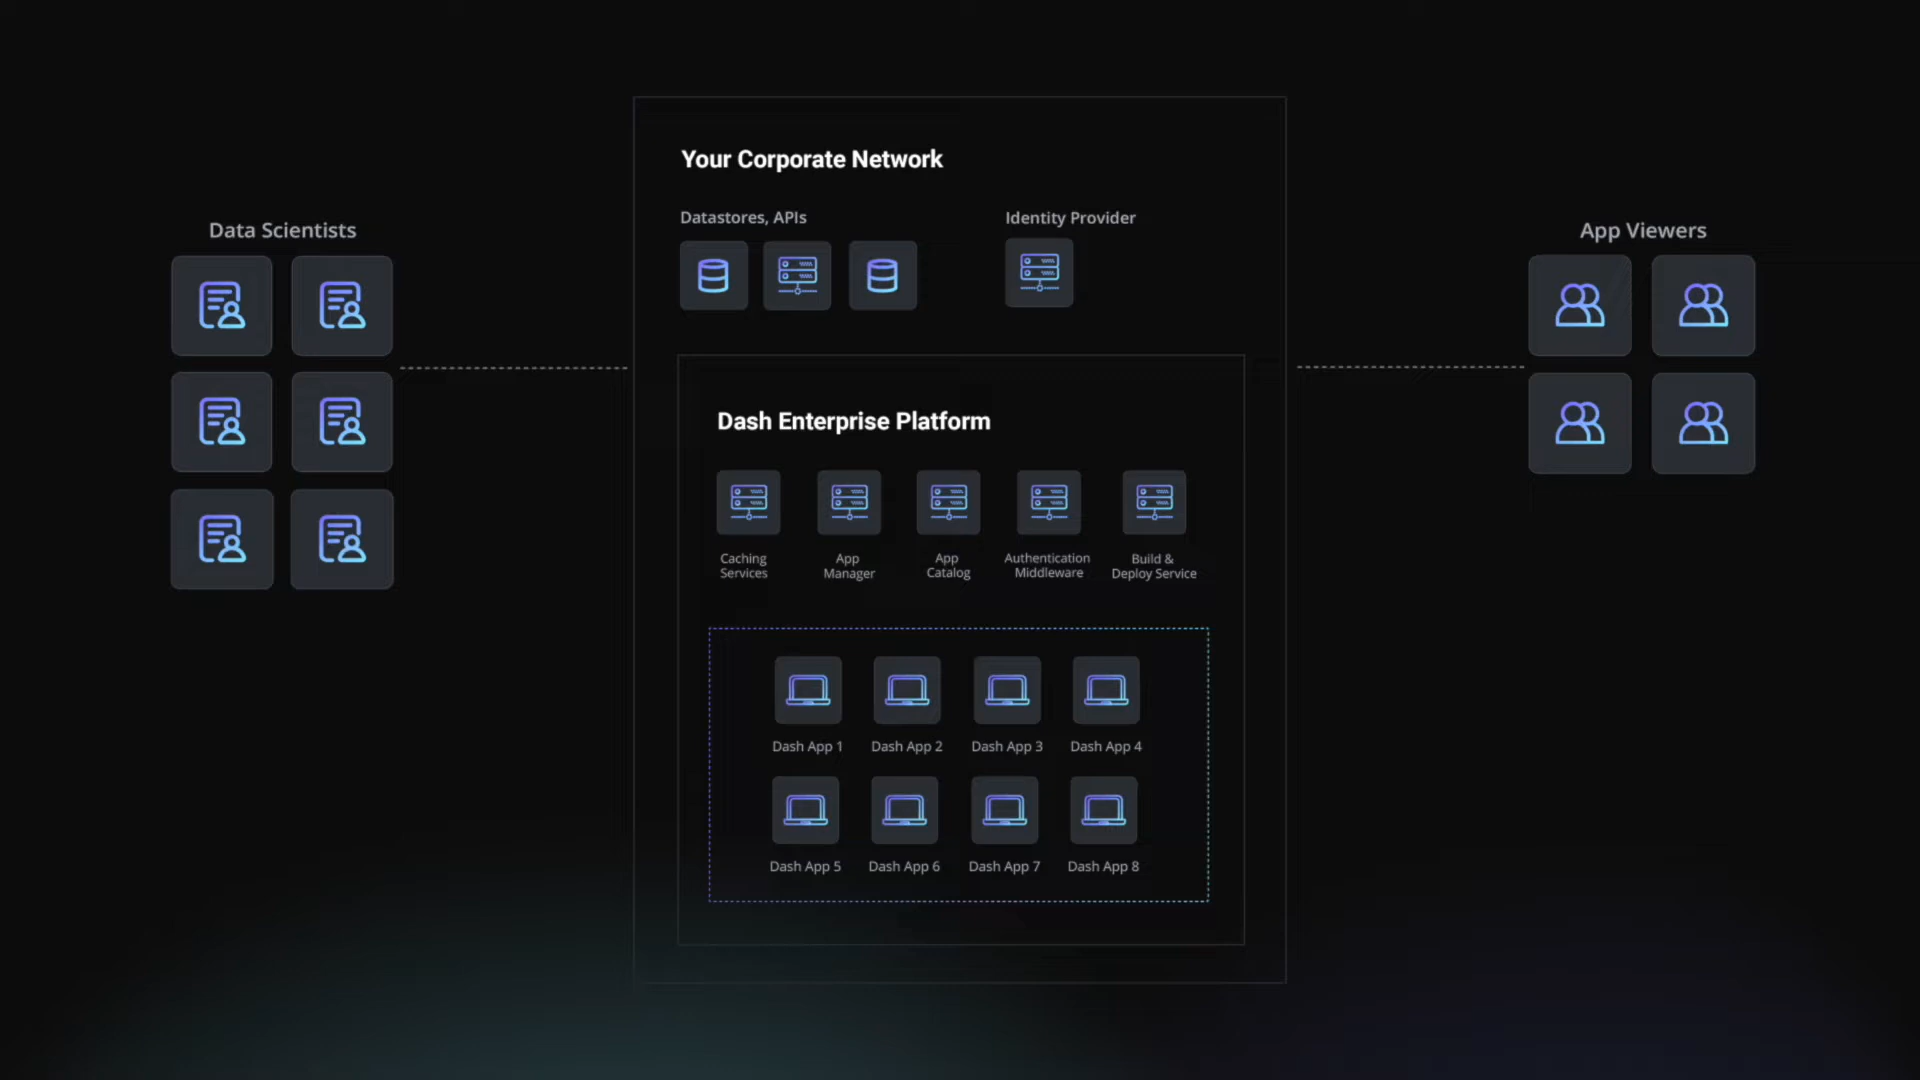 Your Corporate Network
Datastores, APIs
Identity Provider
Data Scientists
App Viewers
Dash Enterprise Platform
Caching
Services
App
Manager
App
Catalog
Authentication
Middleware
Build &
Deploy Service
Dash App 1
Dash App 2
Dash App 3
Dash App 4
Dash App 5
Dash App 6
Dash App 7
Dash App 8